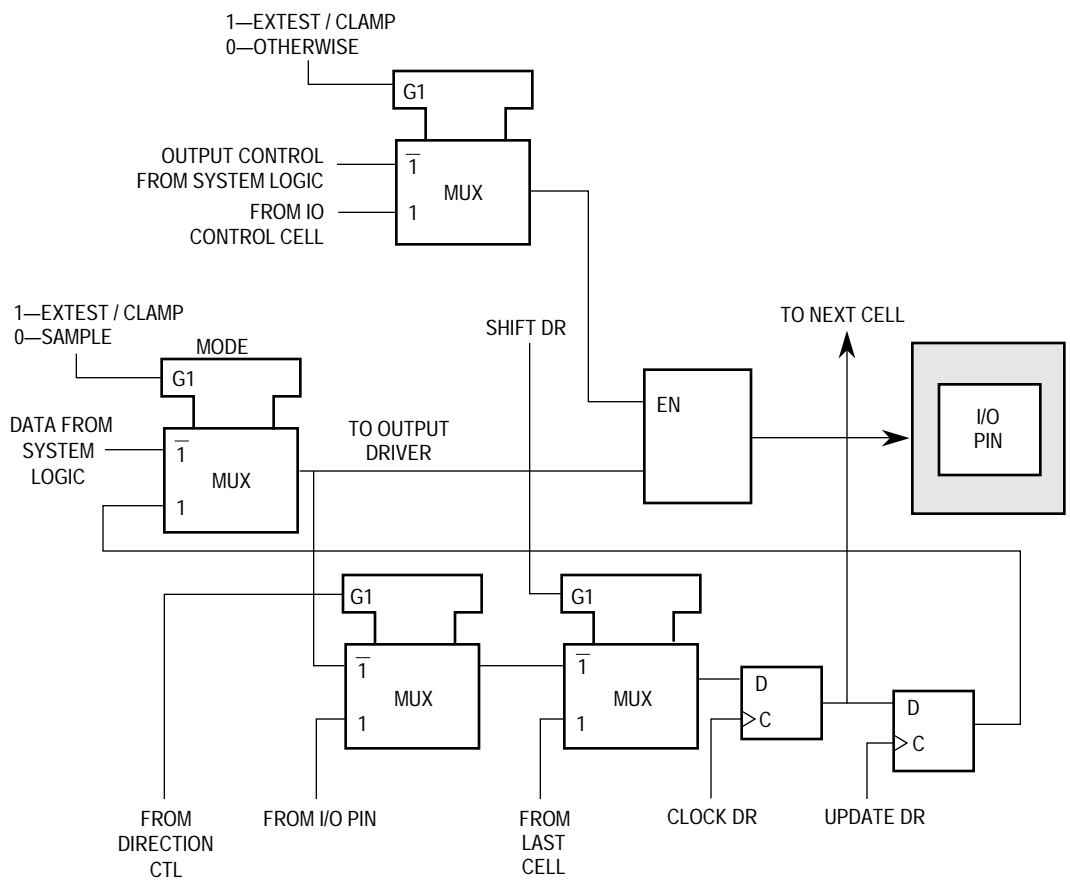 1—EXTEST / CLAMP
0—OTHERWISE
G1
OUTPUT CONTROL
FROM SYSTEM LOGIC
1̅
MUX
FROM IO
CONTROL CELL
1
1—EXTEST / CLAMP
0—SAMPLE
MODE
G1
DATA FROM
SYSTEM
LOGIC
1̅
MUX
1
TO OUTPUT
DRIVER
SHIFT DR
TO NEXT CELL
EN
I/O
PIN
G1
1̅
MUX
1
G1
1̅
MUX
1
D
C
D
C
FROM
DIRECTION
CTL
FROM I/O PIN
FROM
LAST
CELL
CLOCK DR
UPDATE DR